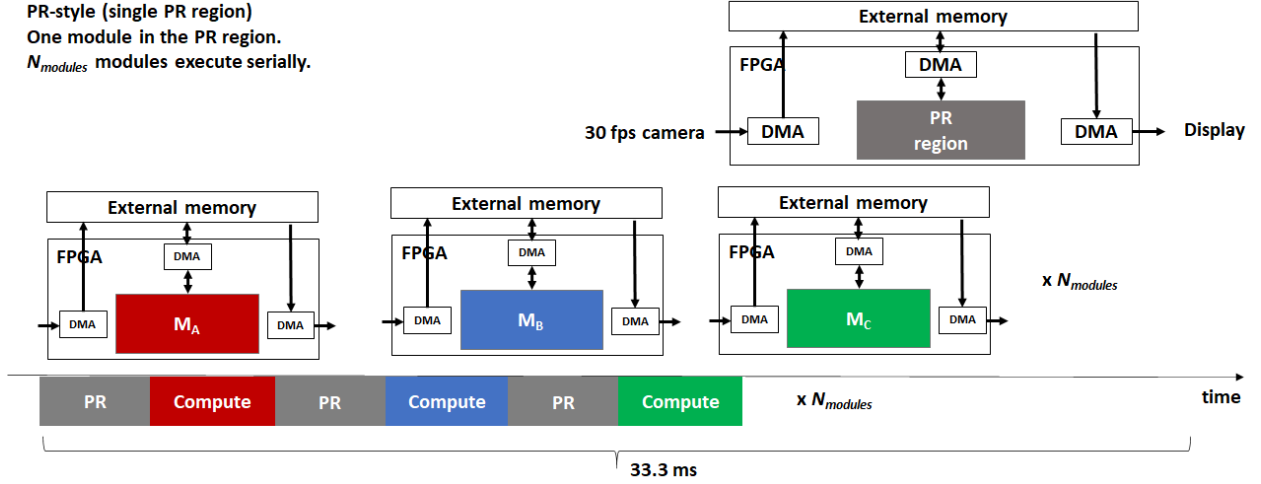 PR-style (single PR region)
One module in the PR region.
Nmodules modules execute serially.
External memory
FPGA
DMA
30 fps camera
DMA
PR
region
DMA
Display
External memory
FPGA
DMA
DMA
MA
DMA
External memory
FPGA
DMA
DMA
MB
DMA
External memory
FPGA
DMA
DMA
MC
DMA
x Nmodules
PR
Compute
PR
Compute
PR
Compute
x Nmodules
time
33.3 ms